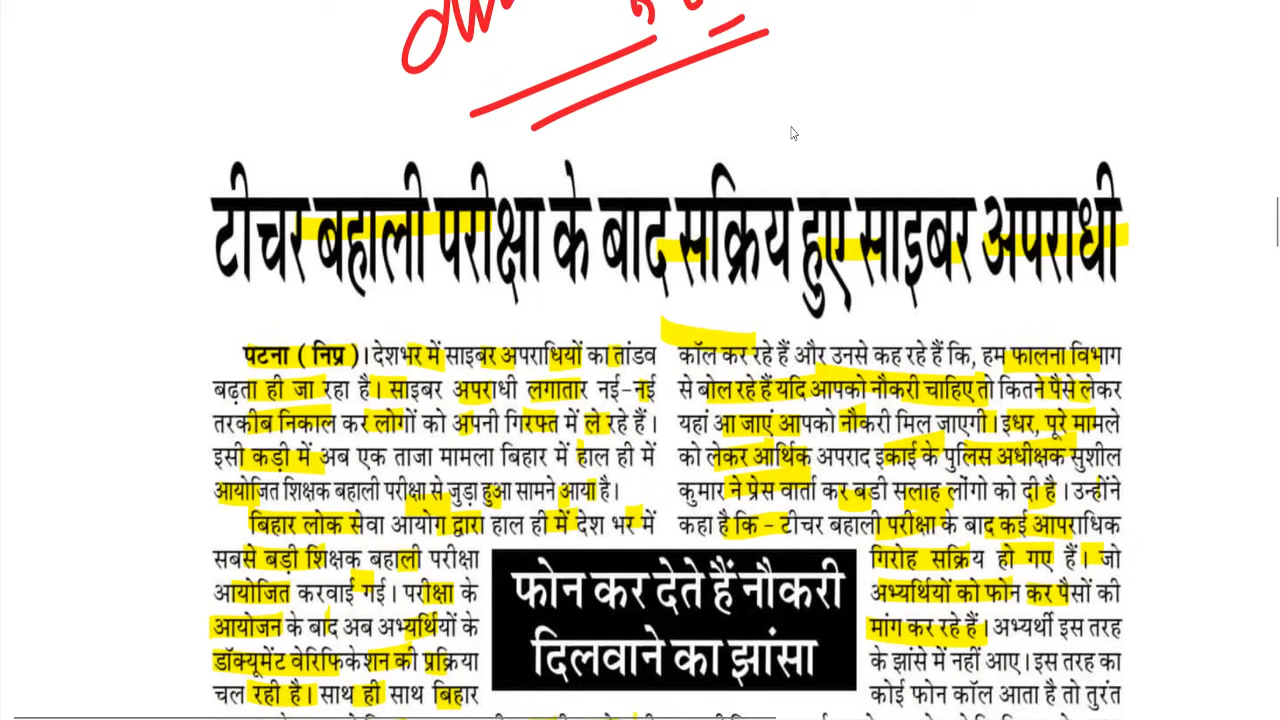 टीचर बहाली परीक्षा के बाद सक्रिय हुए साइबर अपराधी
पटना ( निप्र )। देशभर में साइबर अपराधियों का तांडव
बढ़ता ही जा रहा है। साइबर अपराधी लगातार नई-नई
तरकीब निकाल कर लोगों को अपनी गिरफ्त में ले रहे हैं।
इसी कड़ी में अब एक ताजा मामला बिहार में हाल ही में
आयोजित शिक्षक बहाली परीक्षा से जुड़ा हुआ सामने आया है।
बिहार लोक सेवा आयोग द्वारा हाल ही में देश भर में
सबसे बड़ी शिक्षक बहाली परीक्षा
आयोजित करवाई गई। परीक्षा के
आयोजन के बाद अब अभ्यर्थियों के
डॉक्यूमेंट वेरिफिकेशन की प्रक्रिया
चल रही है। साथ ही साथ बिहार
फोन कर देते हैं नौकरी
दिलवाने का झांसा
कॉल कर रहे हैं और उनसे कह रहे हैं कि, हम फालना विभाग
से बोल रहे हैं यदि आपको नौकरी चाहिए तो कितने पैसे लेकर
यहां आ जाएं आपको नौकरी मिल जाएगी। इधर, पूरे मामले
को लेकर आर्थिक अपराद इकाई के पुलिस अधीक्षक सुशील
कुमार ने प्रेस वार्ता कर बडी सलाह लोंगो को दी है। उन्होंने
कहा है कि - टीचर बहाली परीक्षा के बाद कई आपराधिक
गिरोह सक्रिय हो गए हैं। जो
अभ्यर्थियों को फोन कर पैसों की
मांग कर रहे हैं। अभ्यर्थी इस तरह
के झांसे में नहीं आए। इस तरह का
कोई फोन कॉल आता है तो तुरंत